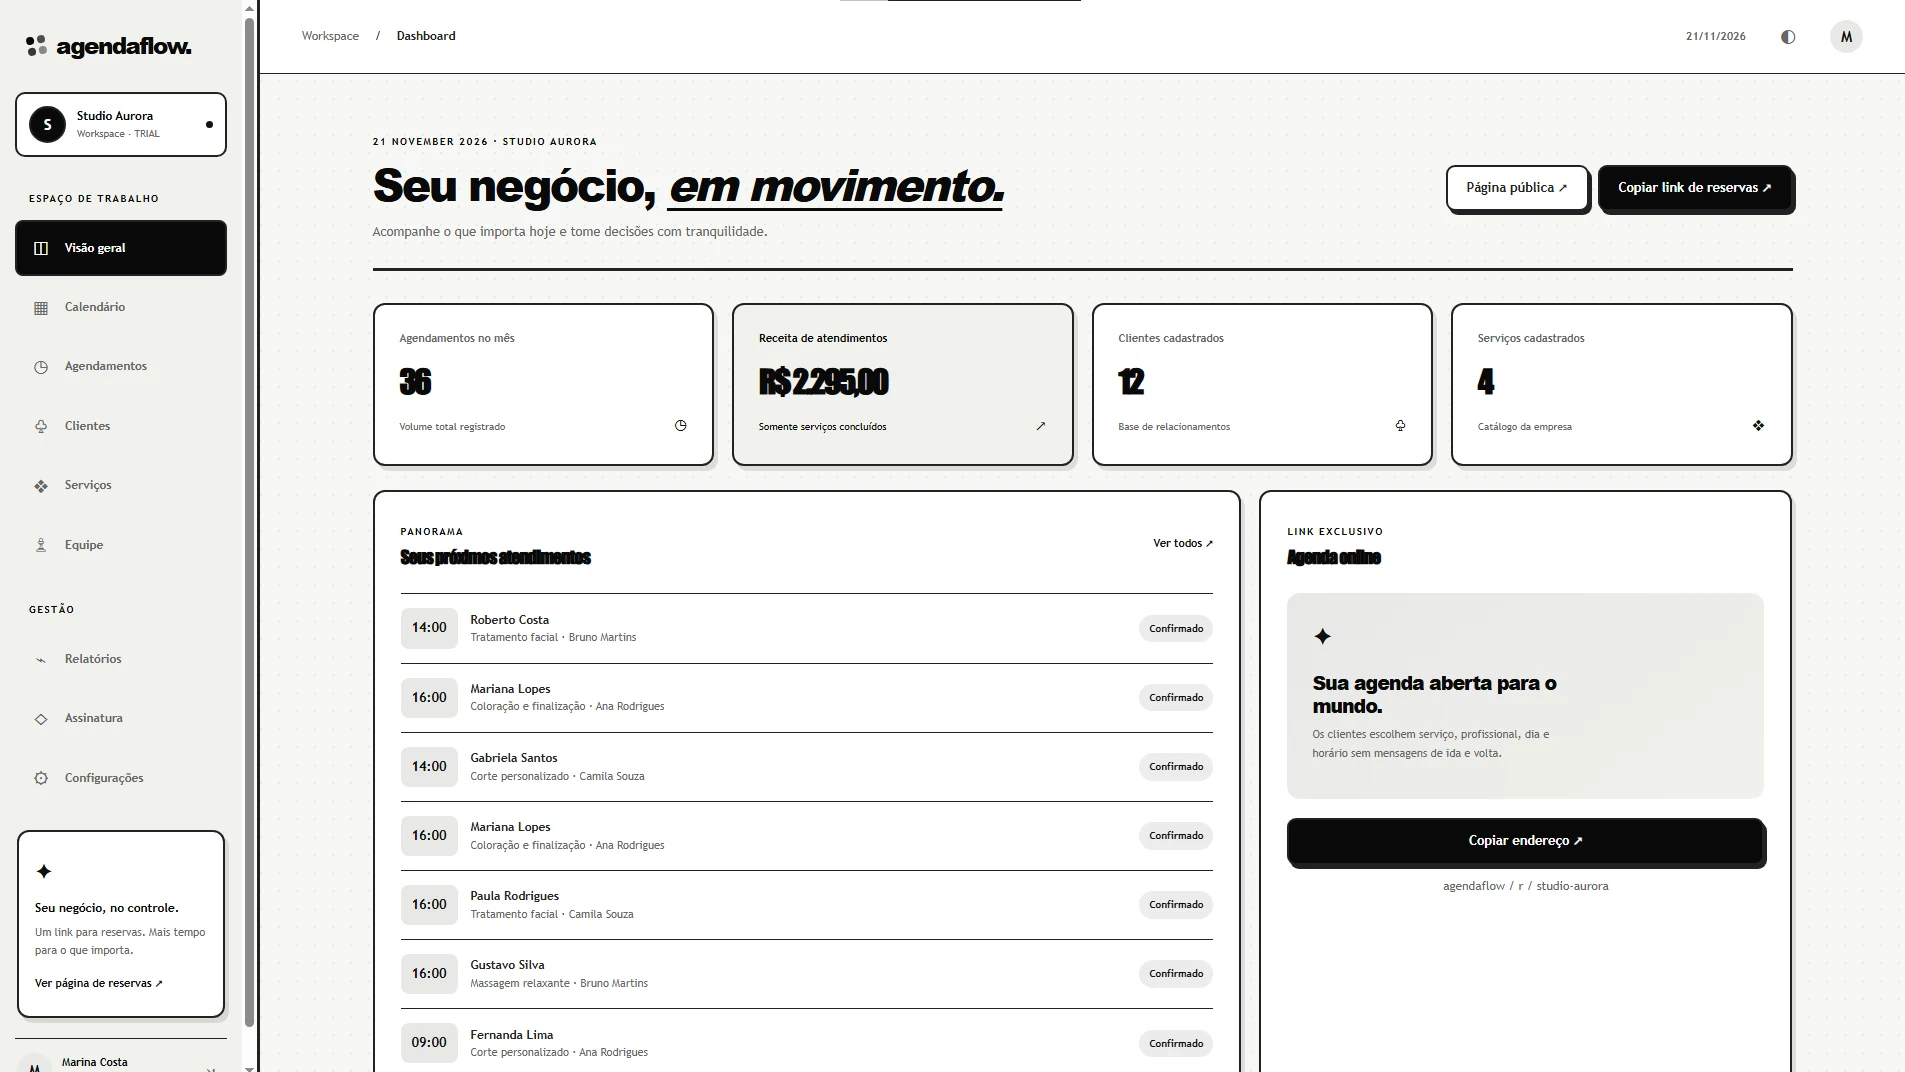 agendaflow.
S
Studio Aurora
Workspace · TRIAL
ESPAÇO DE TRABALHO
Visão geral
Calendário
Agendamentos
Clientes
Serviços
Equipe
GESTÃO
Relatórios
Assinatura
Configurações
Seu negócio, no controle.
Um link para reservas. Mais tempo
para o que importa.
Ver página de reservas ↗
M
Marina Costa
Workspace / Dashboard
21/11/2026
M
21 NOVEMBER 2026 · STUDIO AURORA
Seu negócio, em movimento.
Acompanhe o que importa hoje e tome decisões com tranquilidade.
Página pública ↗
Copiar link de reservas ↗
Agendamentos no mês
36
Volume total registrado
Receita de atendimentos
R$ 2.295,00
Somente serviços concluídos
Clientes cadastrados
12
Base de relacionamentos
Serviços cadastrados
4
Catálogo da empresa
PANORAMA
Seus próximos atendimentos
Ver todos ↗
14:00
Roberto Costa
Tratamento facial · Bruno Martins
Confirmado
16:00
Mariana Lopes
Coloração e finalização · Ana Rodrigues
Confirmado
14:00
Gabriela Santos
Corte personalizado · Camila Souza
Confirmado
16:00
Mariana Lopes
Coloração e finalização · Ana Rodrigues
Confirmado
16:00
Paula Rodrigues
Tratamento facial · Camila Souza
Confirmado
16:00
Gustavo Silva
Massagem relaxante · Bruno Martins
Confirmado
09:00
Fernanda Lima
Corte personalizado · Ana Rodrigues
Confirmado
LINK EXCLUSIVO
Agenda online
Sua agenda aberta para o
mundo.
Os clientes escolhem serviço, profissional, dia e
horário sem mensagens de ida e volta.
Copiar endereço ↗
agendaflow / r / studio-aurora